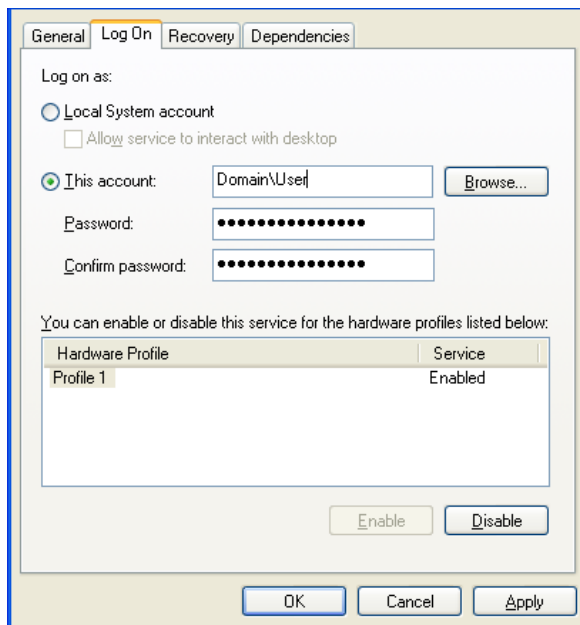 General Log On Recovery Dependencies
Log on as:
Local System account
Allow service to interact with desktop
This account: Domain\User Browse...
Password: ●●●●●●●●●●●●●●●
Confirm password: ●●●●●●●●●●●●●●●
You can enable or disable this service for the hardware profiles listed below:
Hardware Profile Service
Profile 1 Enabled
Enable Disable
OK Cancel Apply